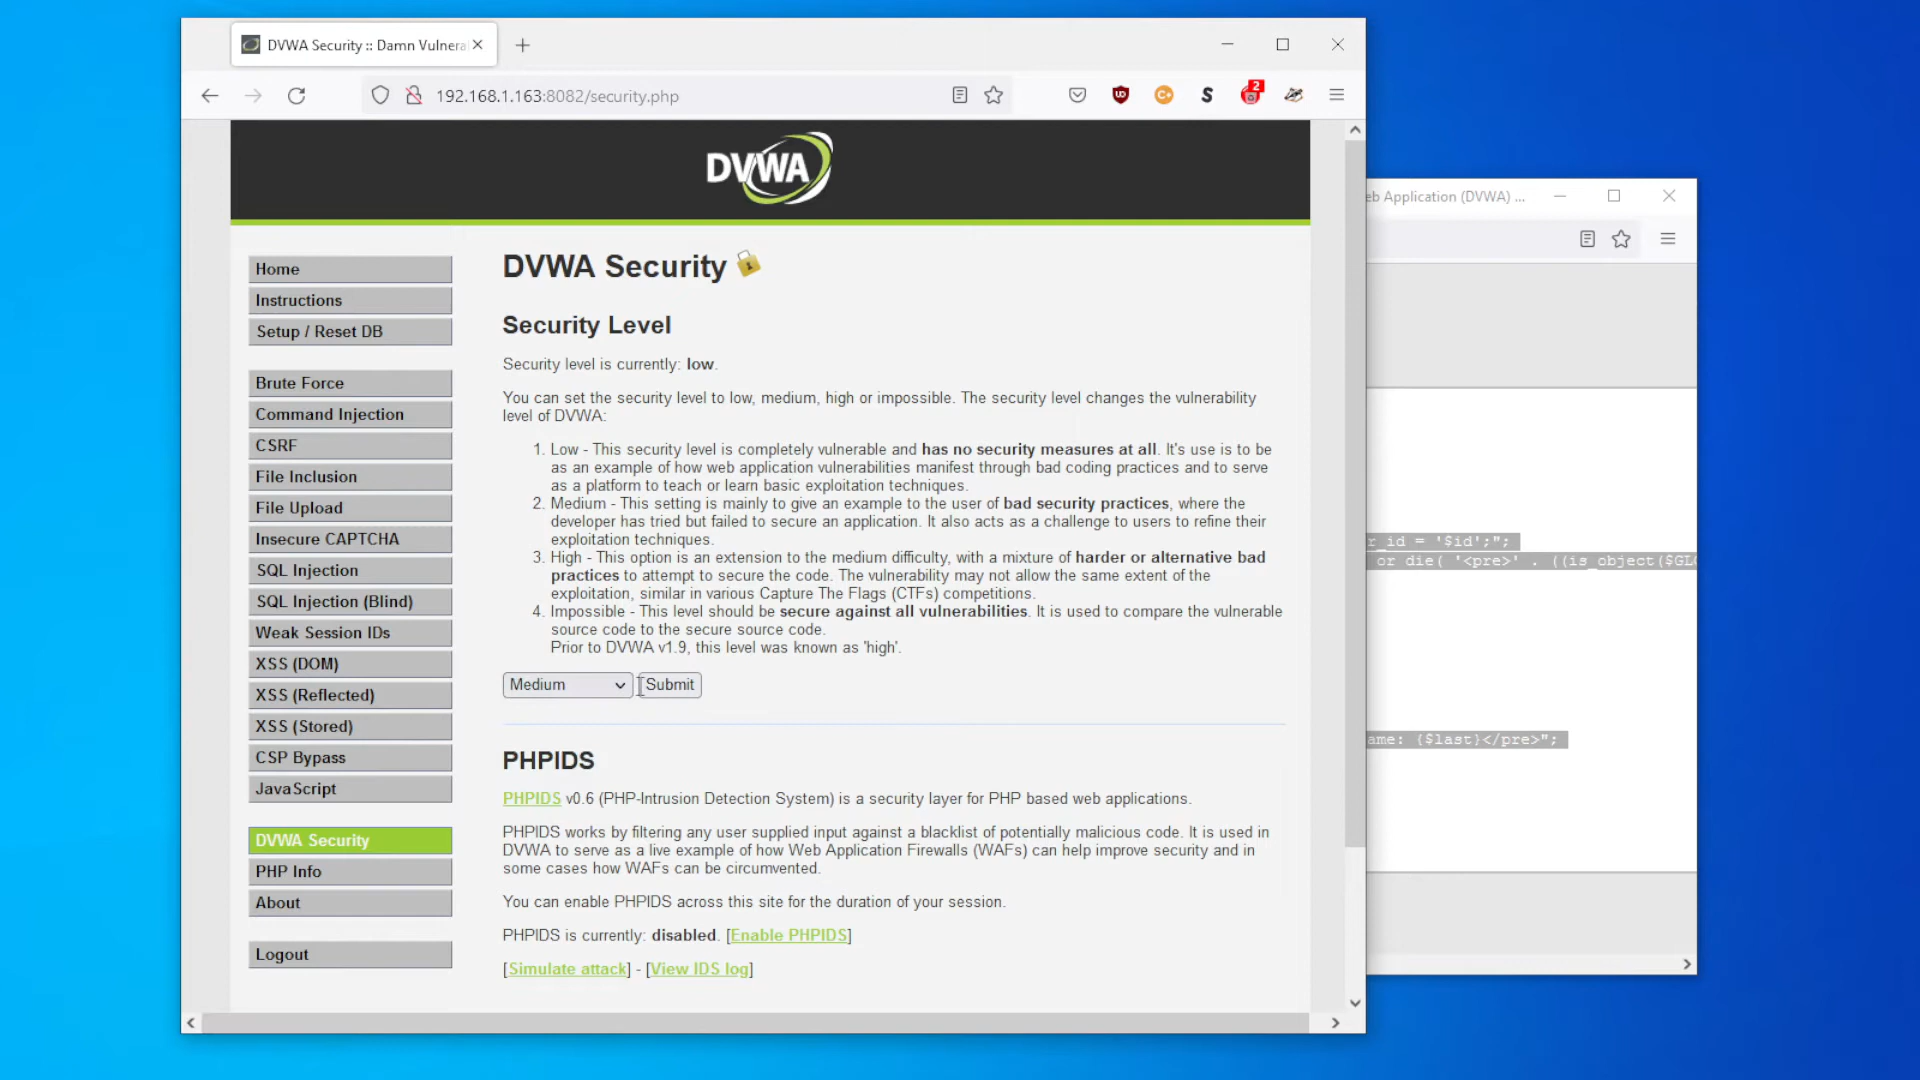 DVWA Security :: Damn Vulnera
192.168.1.163:8082/security.php
2
DVWA
Home
Instructions
Setup / Reset DB
Brute Force
Command Injection
CSRF
File Inclusion
File Upload
Insecure CAPTCHA
SQL Injection
SQL Injection (Blind)
Weak Session IDs
XSS (DOM)
XSS (Reflected)
XSS (Stored)
CSP Bypass
JavaScript
DVWA Security
PHP Info
About
Logout
DVWA Security
Security Level
Security level is currently: low.
You can set the security level to low, medium, high or impossible. The security level changes the vulnerability
level of DVWA:
1. Low - This security level is completely vulnerable and has no security measures at all. It's use is to be
as an example of how web application vulnerabilities manifest through bad coding practices and to serve
as a platform to teach or learn basic exploitation techniques.
2. Medium - This setting is mainly to give an example to the user of bad security practices, where the
developer has tried but failed to secure an application. It also acts as a challenge to users to refine their
exploitation techniques.
3. High - This option is an extension to the medium difficulty, with a mixture of harder or alternative bad
practices to attempt to secure the code. The vulnerability may not allow the same extent of the
exploitation, similar in various Capture The Flags (CTFs) competitions.
4. Impossible - This level should be secure against all vulnerabilities. It is used to compare the vulnerable
source code to the secure source code.
Prior to DVWA v1.9, this level was known as 'high'.
Medium Submit
PHPIDS
PHPIDS v0.6 (PHP-Intrusion Detection System) is a security layer for PHP based web applications.
PHPIDS works by filtering any user supplied input against a blacklist of potentially malicious code. It is used in
DVWA to serve as a live example of how Web Application Firewalls (WAFs) can help improve security and in
some cases how WAFs can be circumvented.
You can enable PHPIDS across this site for the duration of your session.
PHPIDS is currently: disabled. [Enable PHPIDS]
[Simulate attack] - [View IDS log]
eb Application (DVWA) ...
r_id = '$id';";
or die( '<pre>' . ((is_object($GLO
ame: {$last}</pre>";